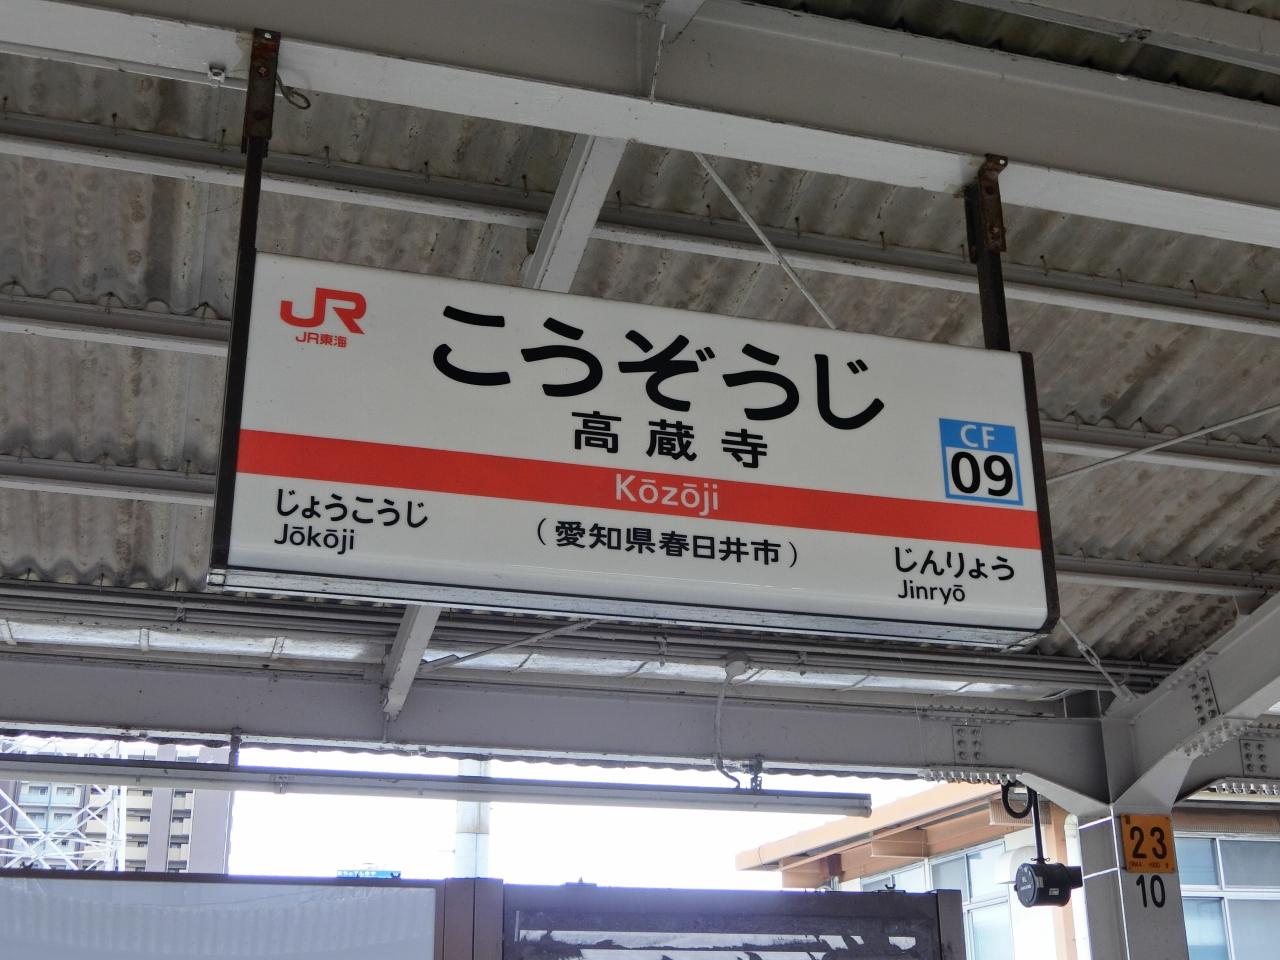 JR
JR東海
こうぞうじ
高蔵寺
CF
09
Kōzōji
じょうこうじ
Jōkōji
(愛知県春日井市)
じんりょう
Jinryō
23
10